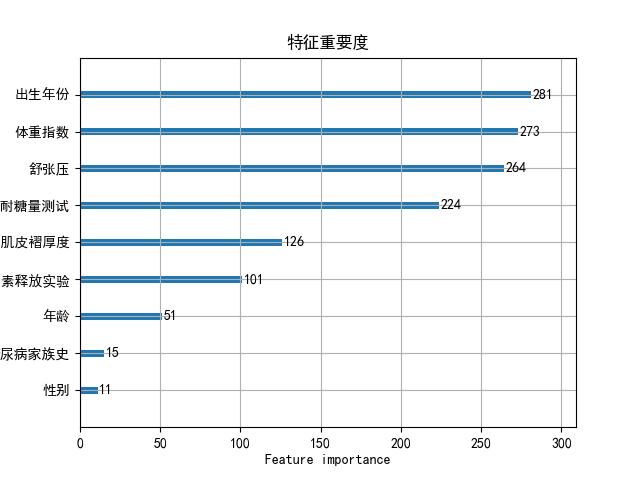 特征重要度
出生年份
281
体重指数
273
舒张压
264
耐糖量测试
224
肌皮褶厚度
126
素释放实验
101
年龄
51
尿病家族史
15
性别
11
0 50 100 150 200 250 300
Feature importance